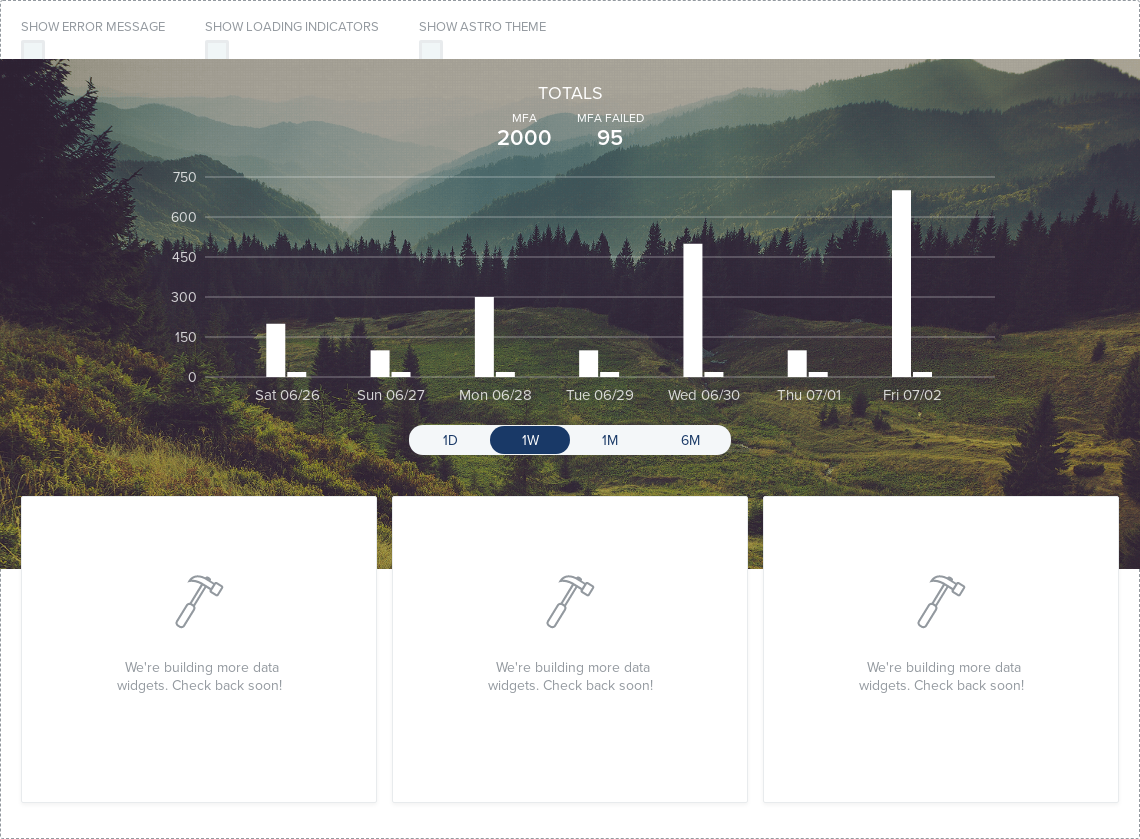 SHOW ERROR MESSAGE SHOW LOADING INDICATORS SHOW ASTRO THEME
TOTALS
MFA MFA FAILED
2000 95
750
600
450
300
150
0
Sat 06/26 Sun 06/27 Mon 06/28 Tue 06/29 Wed 06/30 Thu 07/01 Fri 07/02
1D 1W 1M 6M
We're building more data
widgets. Check back soon!
We're building more data
widgets. Check back soon!
We're building more data
widgets. Check back soon!